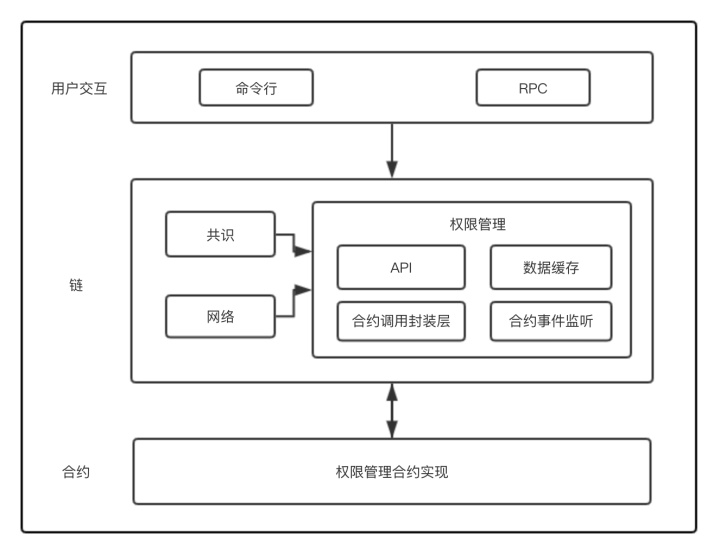 用户交互
命令行
RPC
链
共识
网络
权限管理
API
数据缓存
合约调用封装层
合约事件监听
合约
权限管理合约实现